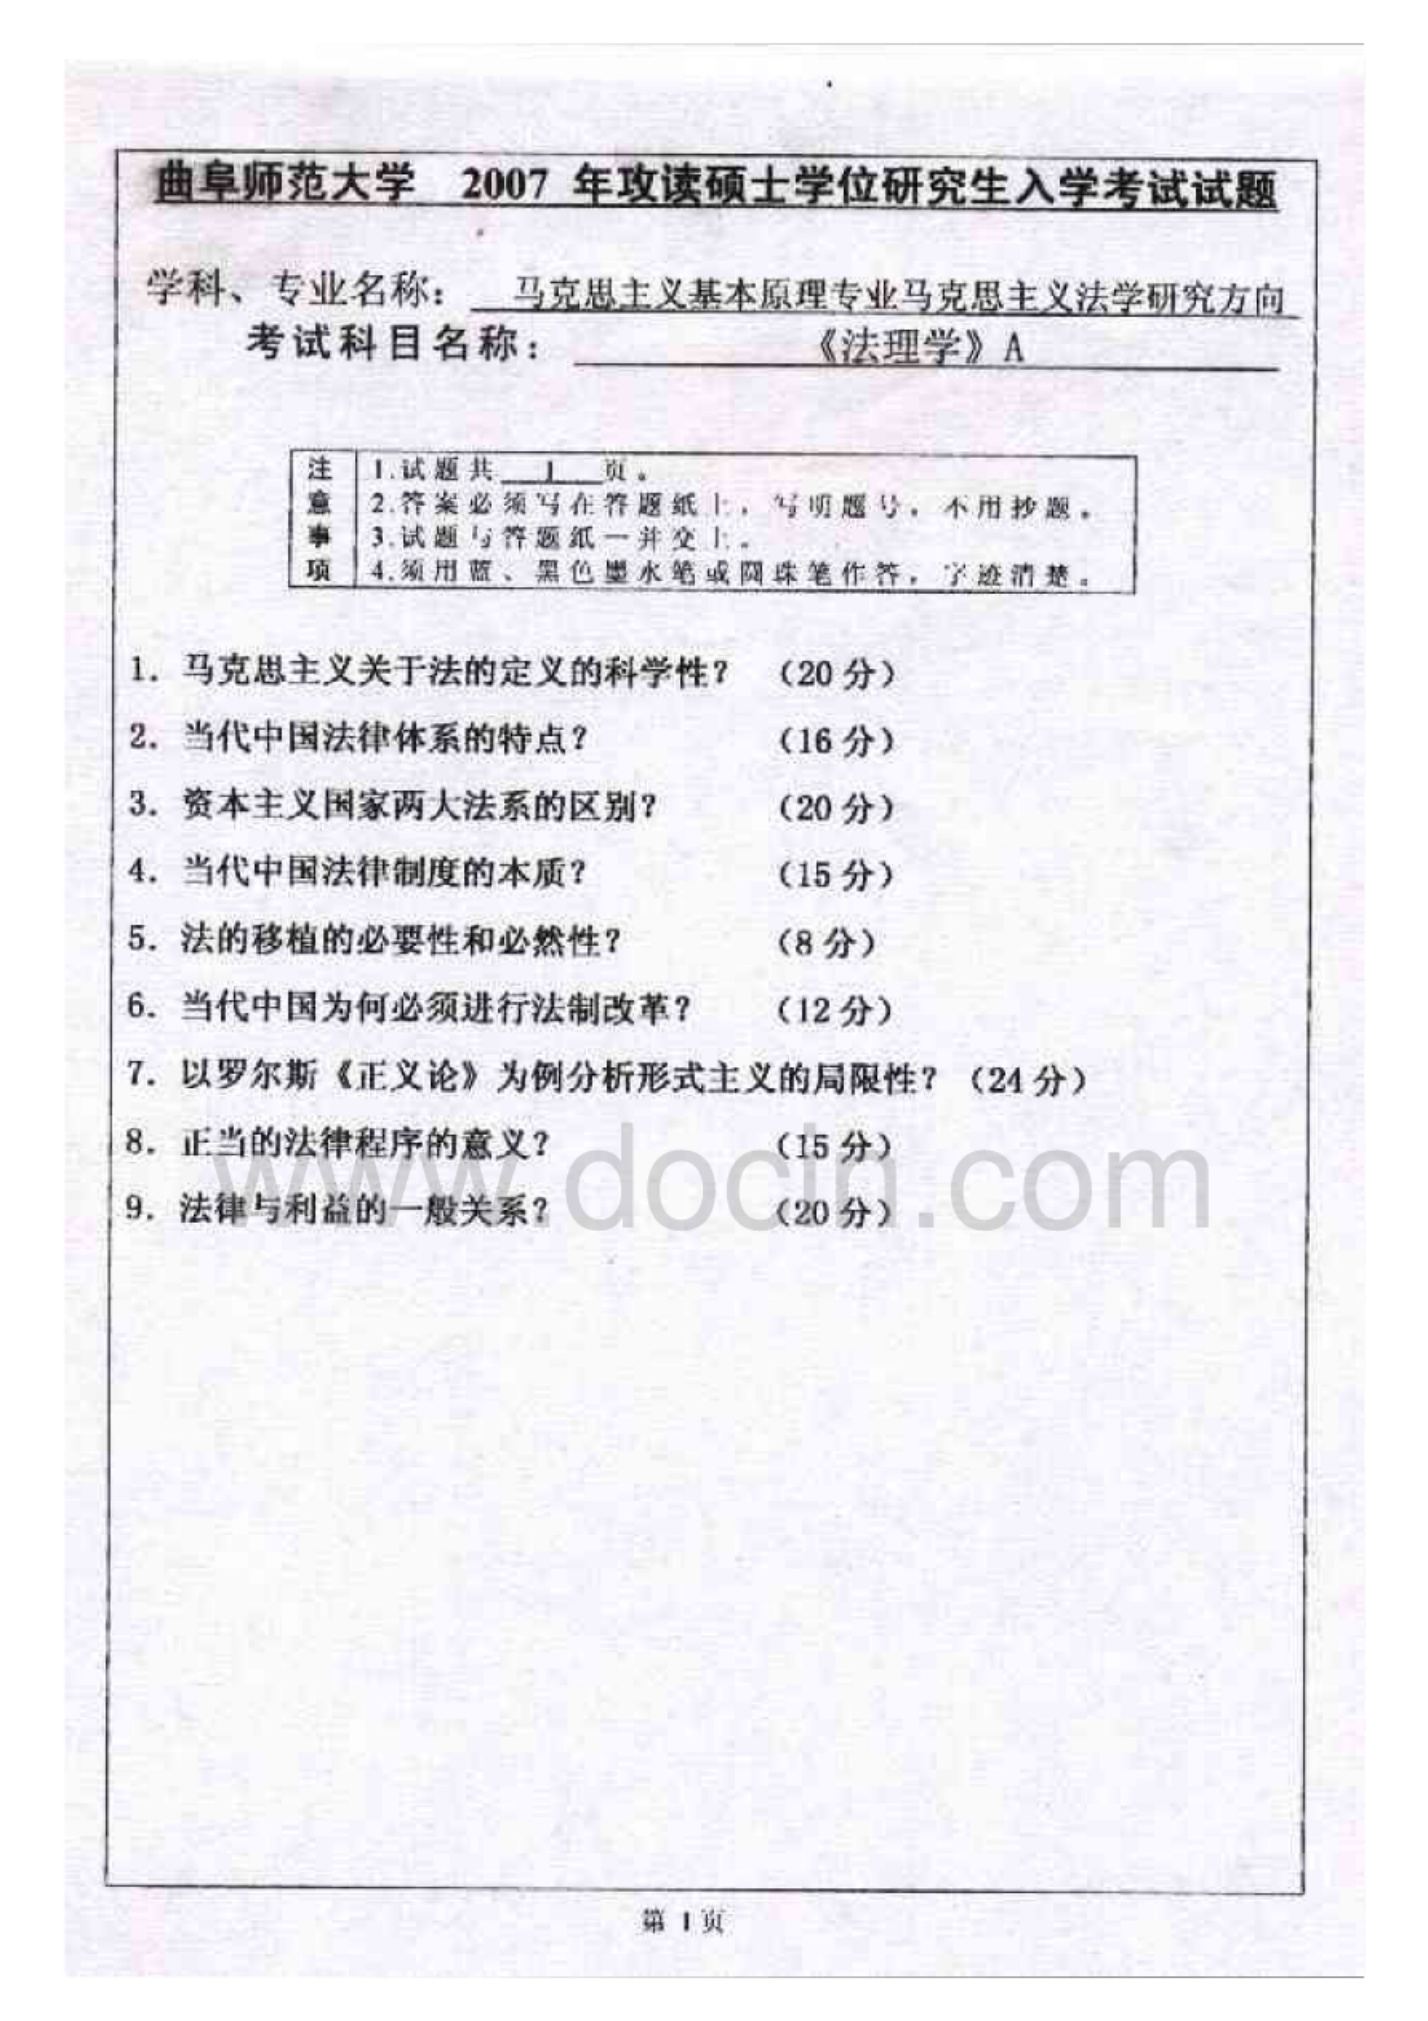 曲阜师范大学 2007 年攻读硕士学位研究生入学考试试题
学科、专业名称: 马克思主义基本原理专业马克思主义法学研究方向
考试科目名称: 《法理学》A
注意事项
1.试题共 1 页。
2.答案必须写在答题纸上,写明题号,不用抄题。
3.试题与答题纸一并交上。
4.须用蓝、黑色墨水笔或圆珠笔作答,字迹清楚。
1. 马克思主义关于法的定义的科学性? (20 分)
2. 当代中国法律体系的特点? (16 分)
3. 资本主义国家两大法系的区别? (20 分)
4. 当代中国法律制度的本质? (15 分)
5. 法的移植的必要性和必然性? (8 分)
6. 当代中国为何必须进行法制改革? (12 分)
7. 以罗尔斯《正义论》为例分析形式主义的局限性? (24 分)
8. 正当的法律程序的意义? (15 分)
9. 法律与利益的一般关系? (20 分)
www.docin.com
第 1 页